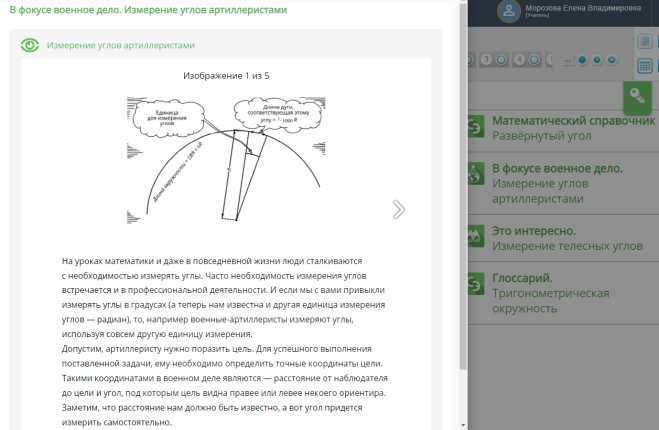 В фокусе военное дело. Измерение углов артиллеристами
Измерение углов артиллеристами
Изображение 1 из 5
Единица
для измерения
углов
Длина дуги,
соответствующая этому
углу =
Длина окружности =
На уроках математики и даже в повседневной жизни люди сталкиваются
с необходимостью измерять углы. Часто необходимость измерения углов
встречается и в профессиональной деятельности. И если мы с вами привыкли
измерять углы в градусах (а теперь нам известна и другая единица измерения
углов — радиан), то, например военные-артиллеристы измеряют углы,
используя совсем другую единицу измерения.
Допустим, артиллеристу нужно поразить цель. Для успешного выполнения
поставленной задачи, ему необходимо определить точные координаты цели.
Такими координатами в военном деле являются — расстояние от наблюдателя
до цели и угол, под которым цель видна правее или левее некоего ориентира.
Заметим, что расстояние нам должно быть известно, а вот угол придется
измерить самостоятельно.
Морозова Елена Владимировна
[Учитель]
3
4
...
Математический справочник
Развёрнутый угол
В фокусе военное дело.
Измерение углов
артиллеристами
Это интересно.
Измерение телесных углов
Глоссарий.
Тригонометрическая
окружность